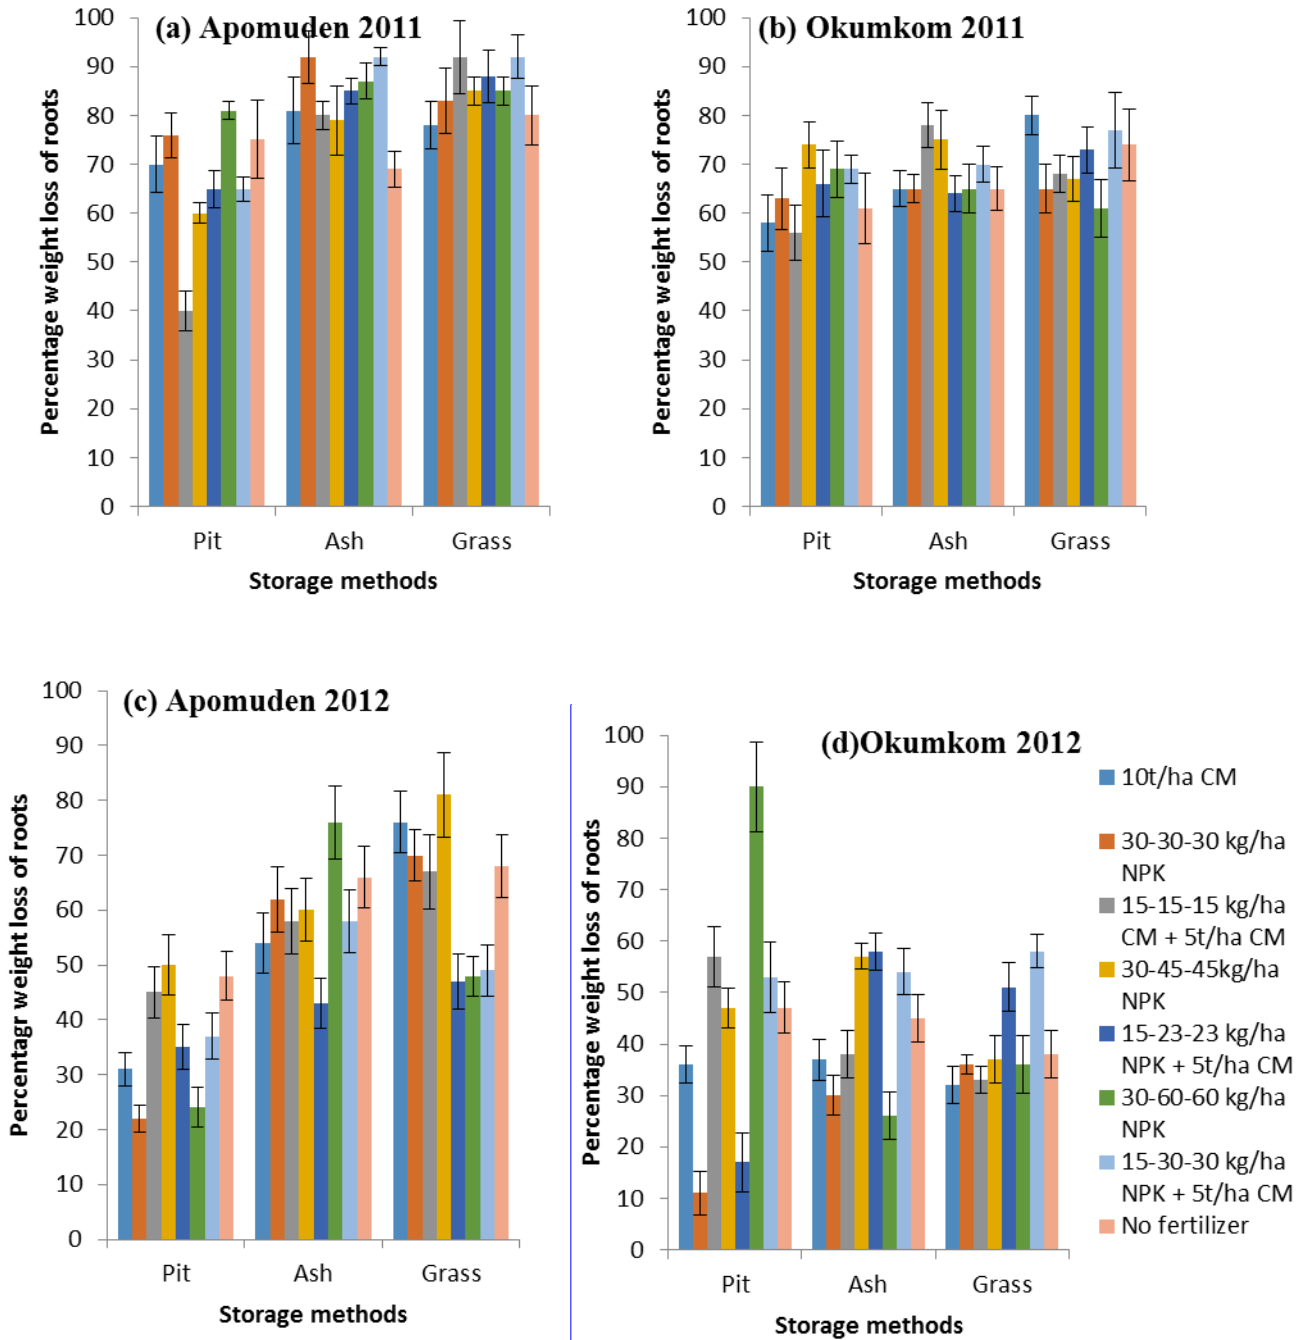 (a) Apomuden 2011
Percentage weight loss of roots
100
90
80
70
60
50
40
30
20
10
0
Pit Ash Grass
Storage methods
(b) Okumkom 2011
Percentage weight loss of roots
100
90
80
70
60
50
40
30
20
10
0
Pit Ash Grass
Storage methods
(c) Apomuden 2012
Percentagr weight loss of roots
100
90
80
70
60
50
40
30
20
10
0
Pit Ash Grass
Storage methods
(d)Okumkom 2012
Percentage weight loss of roots
100
90
80
70
60
50
40
30
20
10
0
Pit Ash Grass
Storage methods
10t/ha CM
30-30-30 kg/ha
NPK
15-15-15 kg/ha
CM + 5t/ha CM
30-45-45kg/ha
NPK
15-23-23 kg/ha
NPK + 5t/ha CM
30-60-60 kg/ha
NPK
15-30-30 kg/ha
NPK + 5t/ha CM
No fertilizer